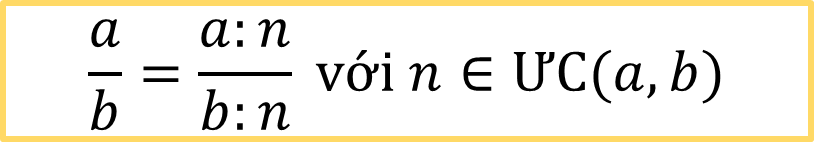 a/b = a:n/b:n với n ∈ ƯC(a, b)